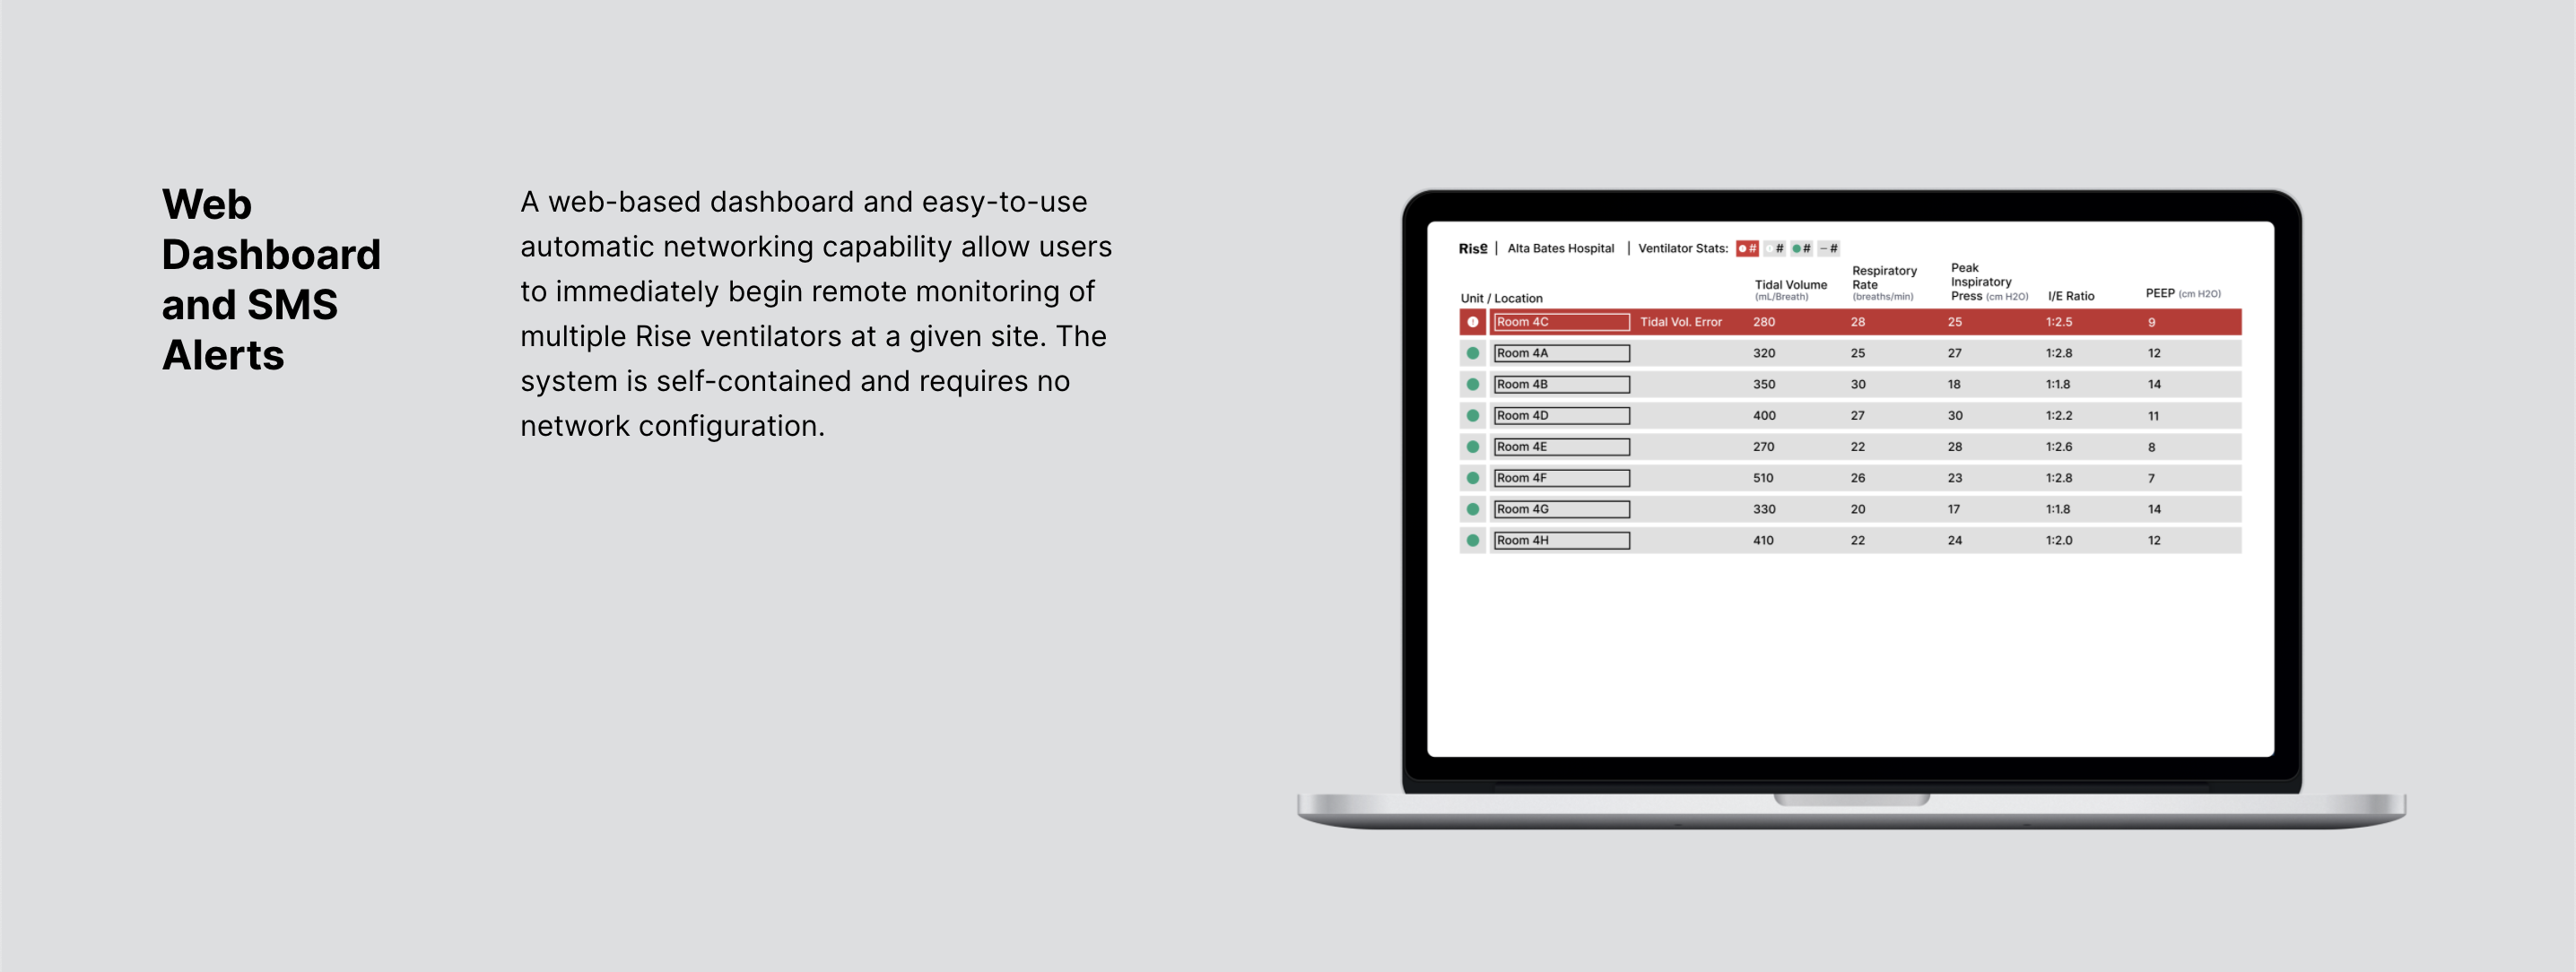 Web
Dashboard
and SMS
Alerts
A web-based dashboard and easy-to-use
automatic networking capability allow users
to immediately begin remote monitoring of
multiple Rise ventilators at a given site. The
system is self-contained and requires no
network configuration.
Rise | Alta Bates Hospital | Ventilator Stats: # # # – #
Unit / Location
Tidal Volume
(mL/Breath)
Respiratory
Rate
(breaths/min)
Peak
Inspiratory
Press (cm H2O)
I/E Ratio
PEEP (cm H2O)
Room 4C Tidal Vol. Error 280 28 25 1:2.5 9
Room 4A 320 25 27 1:2.8 12
Room 4B 350 30 18 1:1.8 14
Room 4D 400 27 30 1:2.2 11
Room 4E 270 22 28 1:2.6 8
Room 4F 510 26 23 1:2.8 7
Room 4G 330 20 17 1:1.8 14
Room 4H 410 22 24 1:2.0 12